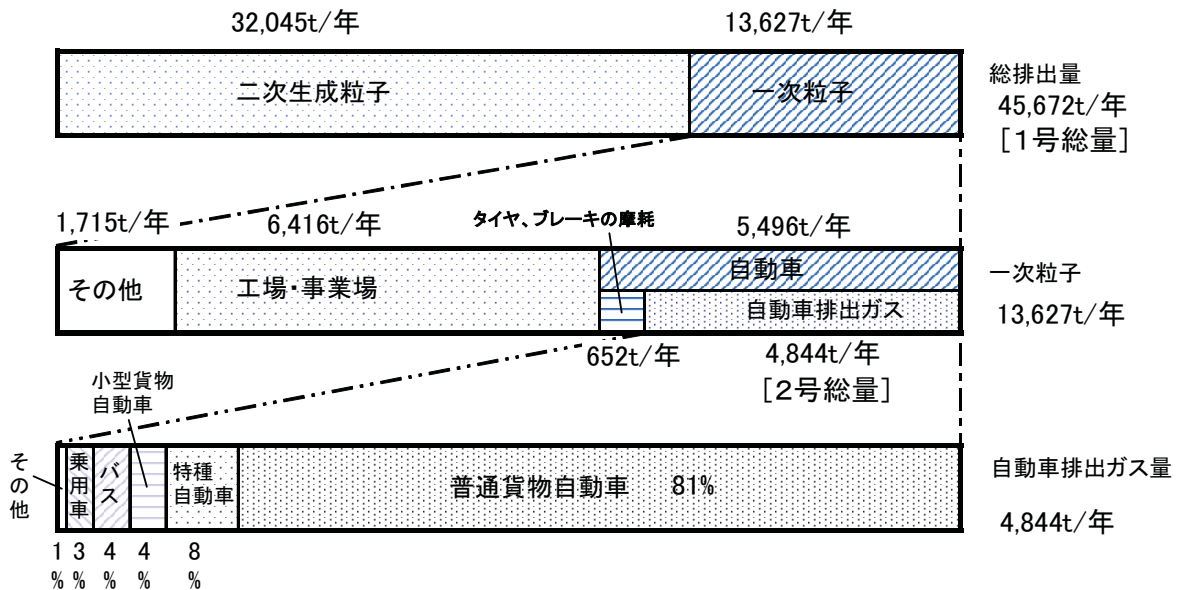 32,045t/年
13,627t/年
二次生成粒子
一次粒子
総排出量
45,672t/年
[１号総量]
1,715t/年
6,416t/年
タイヤ、ブレーキの摩耗
5,496t/年
その他
工場・事業場
自動車
自動車排出ガス
一次粒子
13,627t/年
652t/年
4,844t/年
[２号総量]
小型貨物
自動車
その他
乗用車
バス
特種
自動車
普通貨物自動車 81%
自動車排出ガス量
4,844t/年
1 3 4 4 8
% % % % %